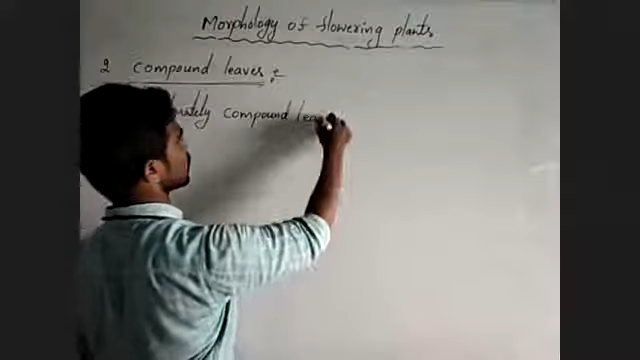 Morphology of flowering plants
2 compound leaves :-
compound